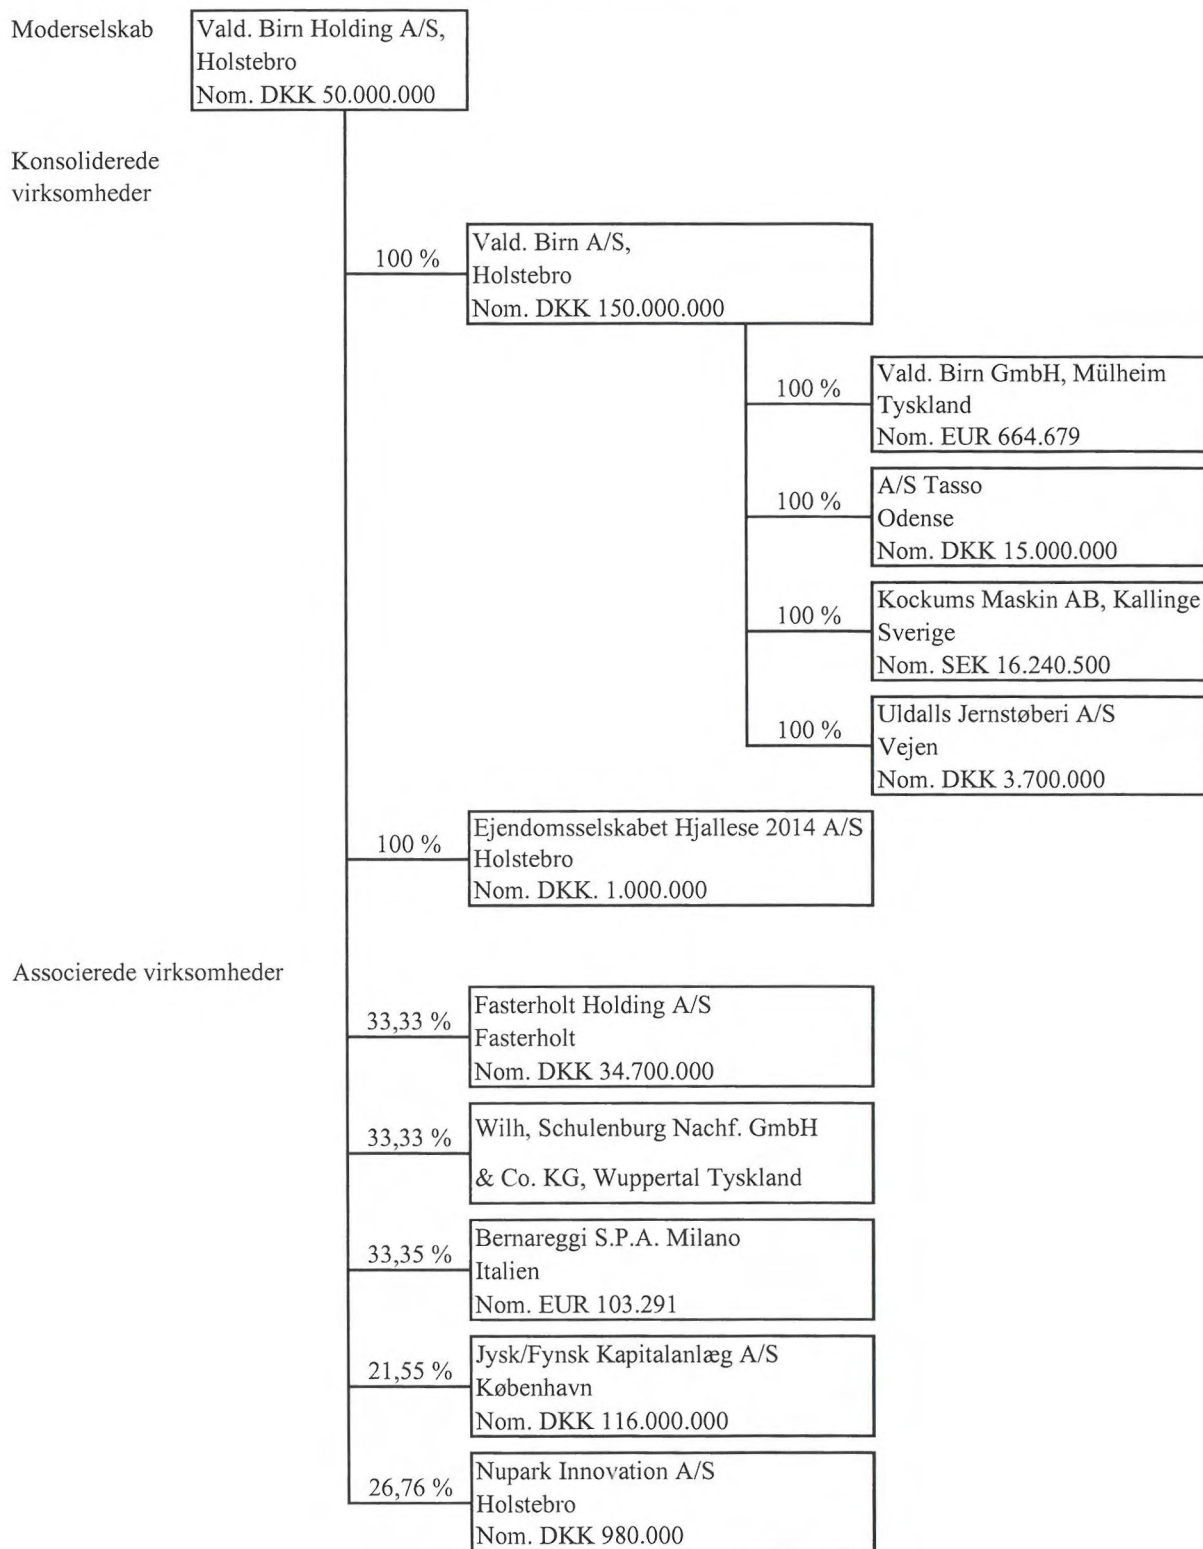 Moderselskab
Vald. Birn Holding A/S,
Holstebro
Nom. DKK 50.000.000
Konsoliderede
virksomheder
100 %
Vald. Birn A/S,
Holstebro
Nom. DKK 150.000.000
100 %
Vald. Birn GmbH, Mülheim
Tyskland
Nom. EUR 664.679
100 %
A/S Tasso
Odense
Nom. DKK 15.000.000
100 %
Kockums Maskin AB, Kallinge
Sverige
Nom. SEK 16.240.500
100 %
Uldalls Jernstøberi A/S
Vejen
Nom. DKK 3.700.000
100 %
Ejendomsselskabet Hjallese 2014 A/S
Holstebro
Nom. DKK. 1.000.000
Associerede virksomheder
33,33 %
Fasterholt Holding A/S
Fasterholt
Nom. DKK 34.700.000
33,33 %
Wilh, Schulenburg Nachf. GmbH
& Co. KG, Wuppertal Tyskland
33,35 %
Bernareggi S.P.A. Milano
Italien
Nom. EUR 103.291
21,55 %
Jysk/Fynsk Kapitalanlæg A/S
København
Nom. DKK 116.000.000
26,76 %
Nupark Innovation A/S
Holstebro
Nom. DKK 980.000